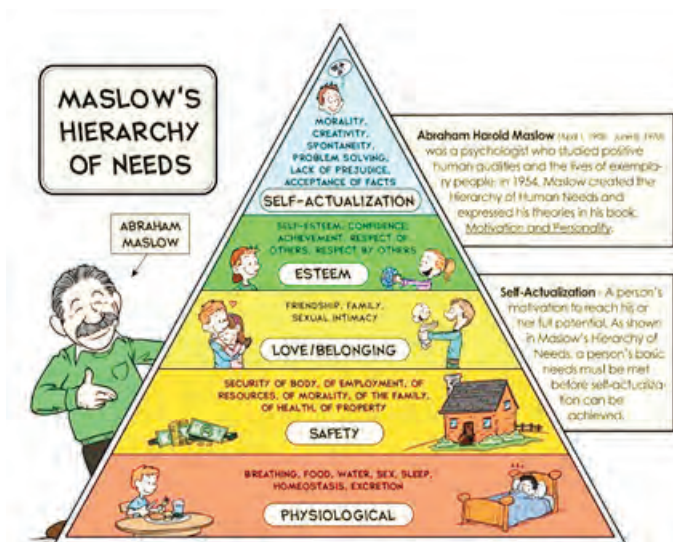 MASLOW'S
HIERARCHY
OF NEEDS
ABRAHAM
MASLOW
MORALITY,
CREATIVITY,
SPONTANEITY,
PROBLEM SOLVING,
LACK OF PREJUDICE,
ACCEPTANCE OF FACTS
SELF-ACTUALIZATION
SELF-ESTEEM, CONFIDENCE,
ACHIEVEMENT, RESPECT OF
OTHERS, RESPECT BY OTHERS
ESTEEM
FRIENDSHIP, FAMILY,
SEXUAL INTIMACY
LOVE/BELONGING
SECURITY OF BODY, OF EMPLOYMENT, OF
RESOURCES, OF MORALITY, OF THE FAMILY,
OF HEALTH, OF PROPERTY
SAFETY
BREATHING, FOOD, WATER, SEX, SLEEP,
HOMEOSTASIS, EXCRETION
PHYSIOLOGICAL
Abraham Harold Maslow (April 1, 1908 - June 8, 1970)
was a psychologist who studied positive
human qualities and the lives of exempla-
ry people. In 1954, Maslow created the
Hierarchy of Human Needs and
expressed his theories in his book,
Motivation and Personality.
Self-Actualization - A person's
motivation to reach his or
her full potential. As shown
in Maslow's Hierarchy of
Needs, a person's basic
needs must be met
before self-actualiza-
tion can be
achieved.